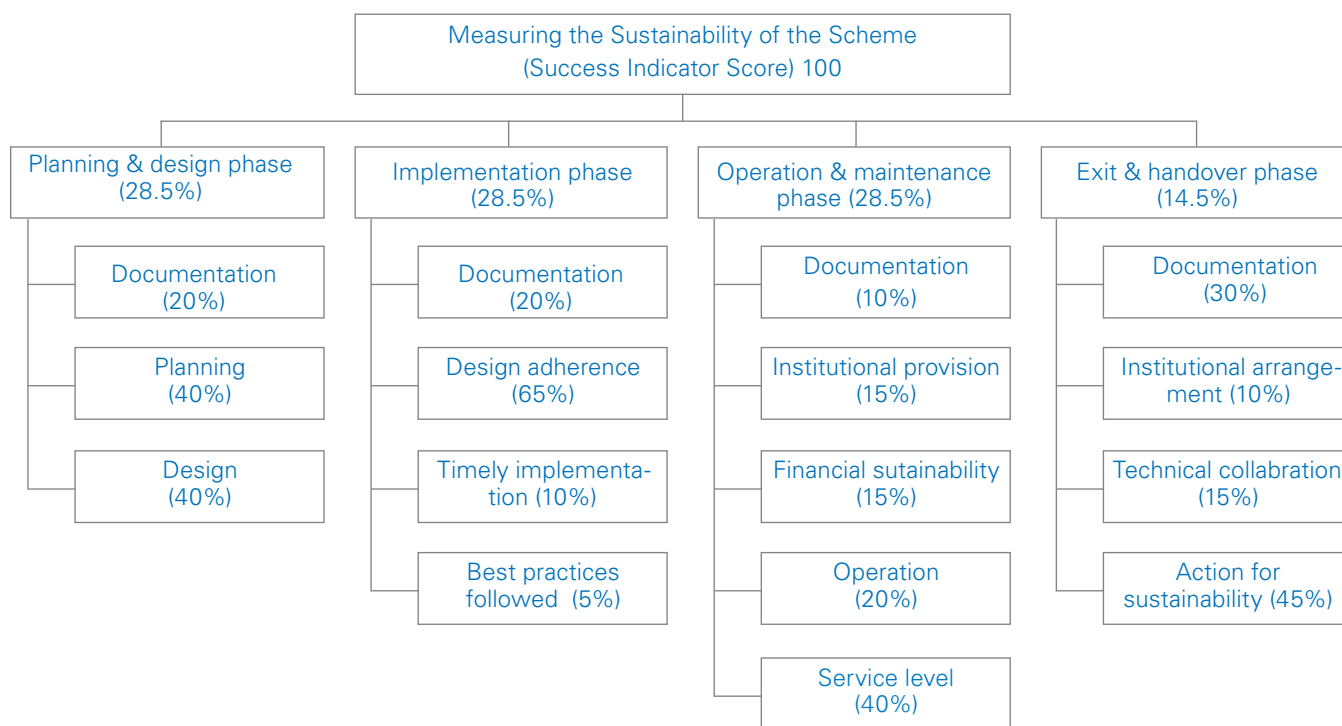 Measuring the Sustainability of the Scheme
(Success Indicator Score) 100
Planning & design phase
(28.5%)
Documentation
(20%)
Planning
(40%)
Design
(40%)
Implementation phase
(28.5%)
Documentation
(20%)
Design adherence
(65%)
Timely implementa-
tion (10%)
Best practices
followed (5%)
Operation & maintenance
phase (28.5%)
Documentation
(10%)
Institutional provision
(15%)
Financial sutainability
(15%)
Operation
(20%)
Service level
(40%)
Exit & handover phase
(14.5%)
Documentation
(30%)
Institutional arrange-
ment (10%)
Technical collabration
(15%)
Action for
sustainability (45%)